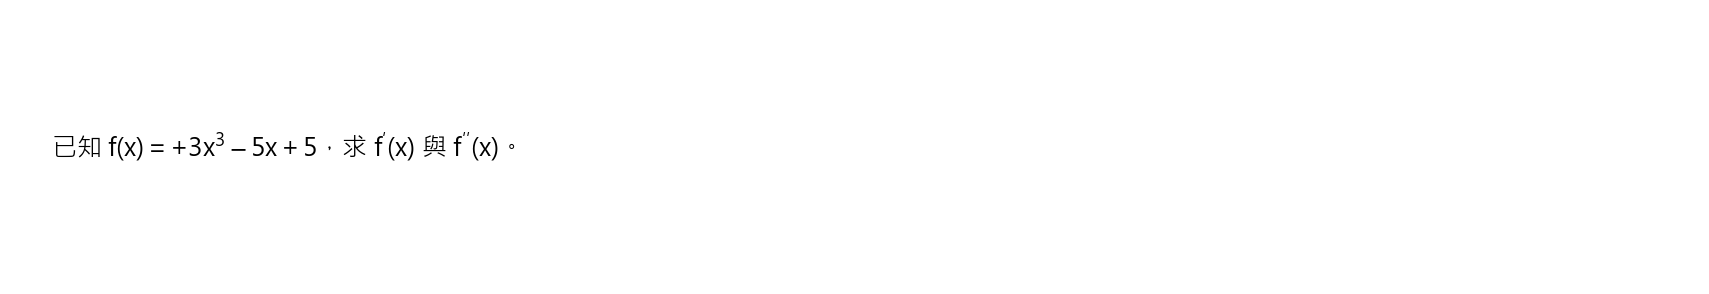 已知 f(x) = +3x³ – 5x + 5，求 f′(x) 與 f′′(x)。